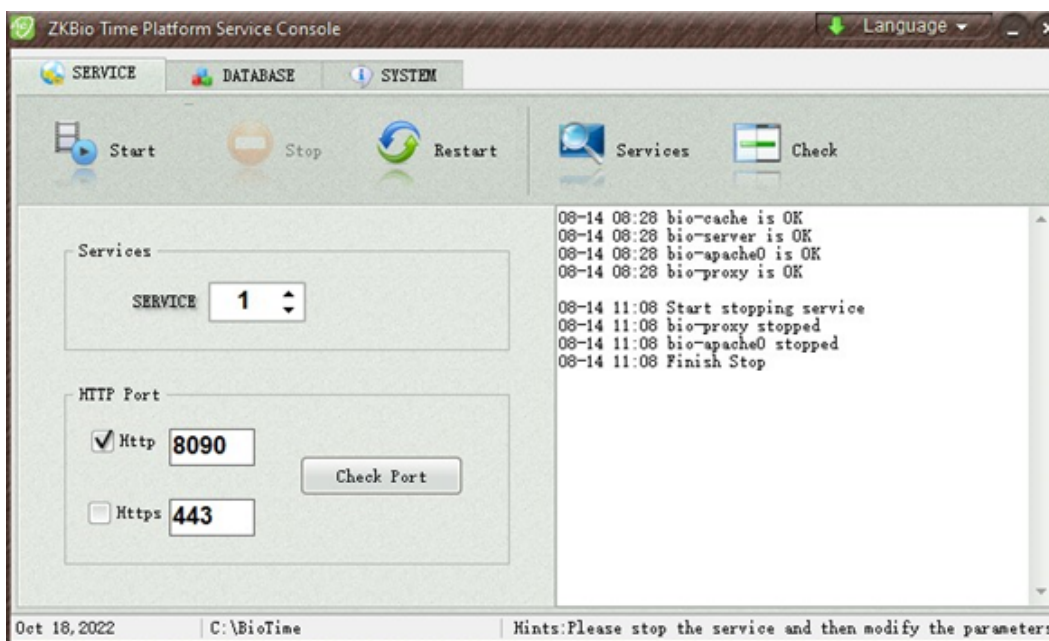 ZKBio Time Platform Service Console
Language
SERVICE
DATABASE
SYSTEM
Start
Stop
Restart
Services
Check
Services
SERVICE 1
HTTP Port
Http 8090
Check Port
Https 443
08-14 08:28 bio-cache is OK
08-14 08:28 bio-server is OK
08-14 08:28 bio-apache0 is OK
08-14 08:28 bio-proxy is OK
08-14 11:08 Start stopping service
08-14 11:08 bio-proxy stopped
08-14 11:08 bio-apache0 stopped
08-14 11:08 Finish Stop
Oct 18,2022
C:\BioTime
Hints:Please stop the service and then modify the parameters